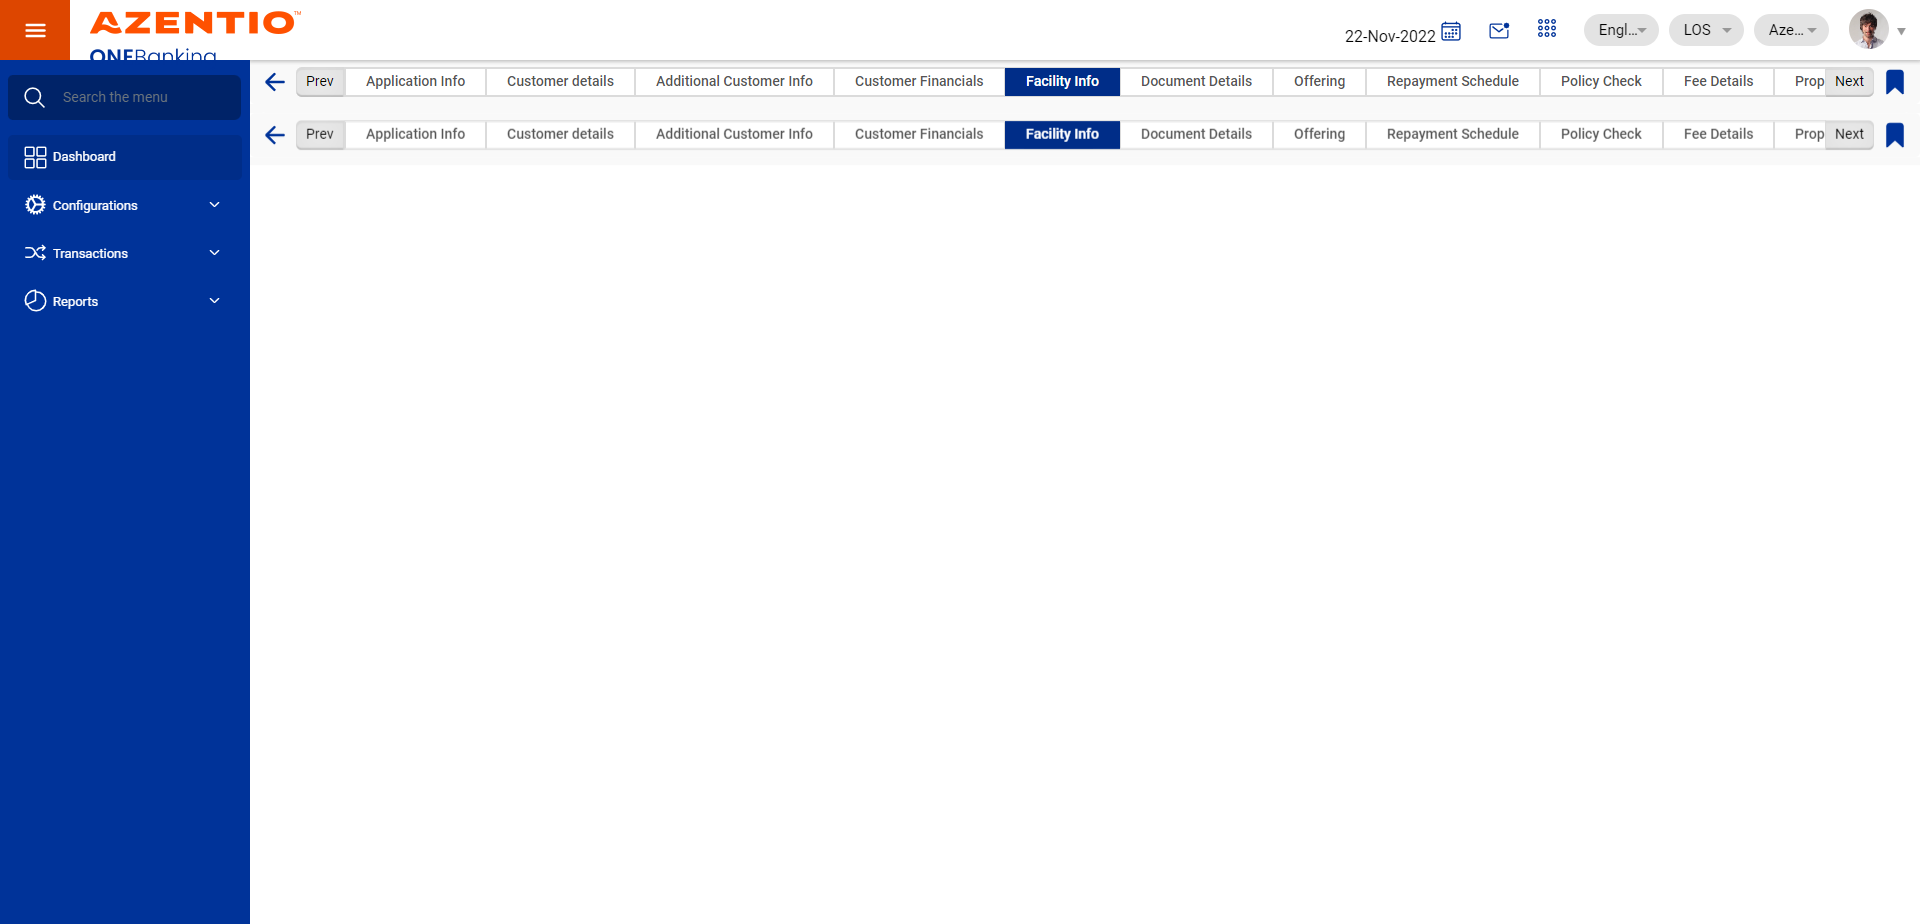 AZENTIO™
ONEBanking
22-Nov-2022
Engl...
LOS
Aze...
Search the menu
Dashboard
Configurations
Transactions
Reports
Prev Application Info Customer details Additional Customer Info Customer Financials Facility Info Document Details Offering Repayment Schedule Policy Check Fee Details Prop Next
Prev Application Info Customer details Additional Customer Info Customer Financials Facility Info Document Details Offering Repayment Schedule Policy Check Fee Details Prop Next